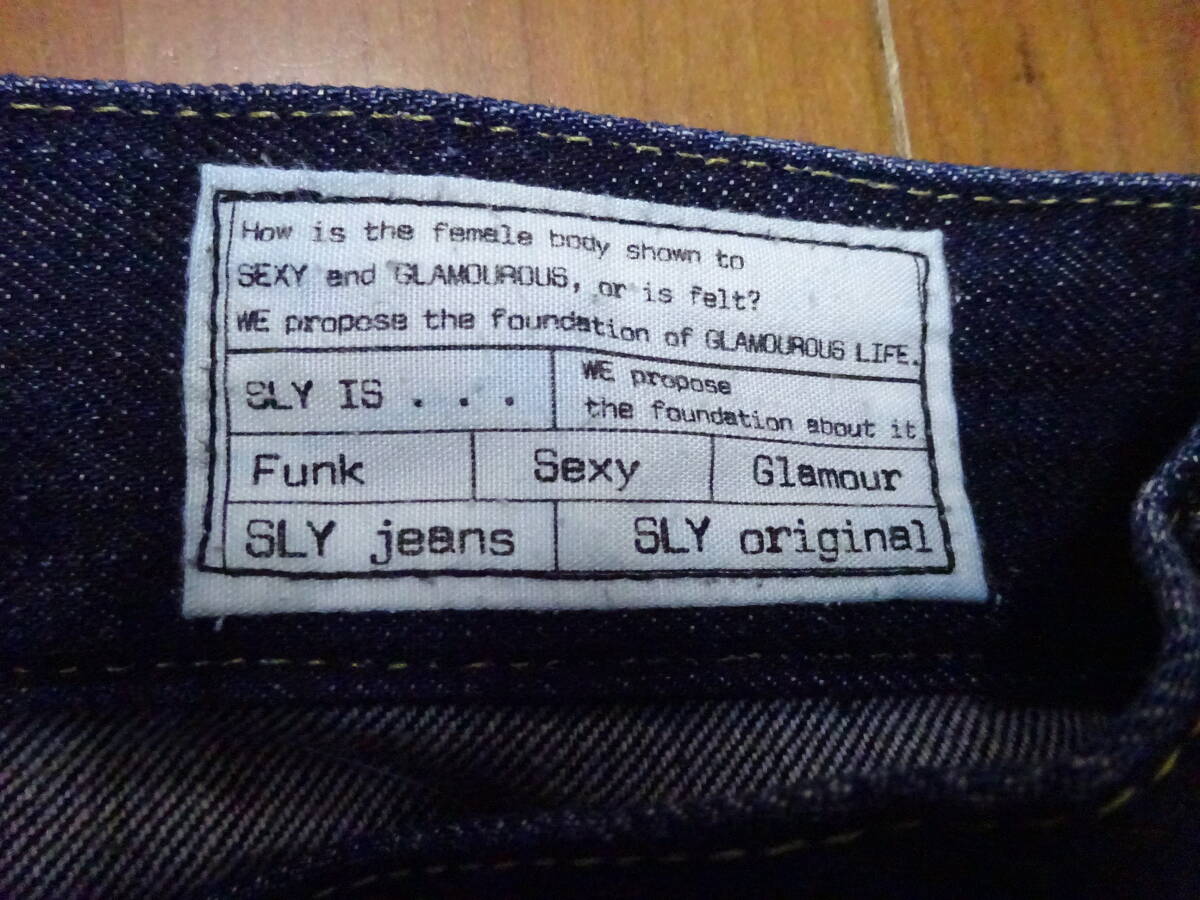 How is the female body shown to
SEXY and GLAMOUROUS, or is felt?
WE propose the foundation of GLAMOUROUS LIFE.
SLY IS . . .
WE propose
the foundation about it
Funk Sexy Glamour
SLY jeans SLY original